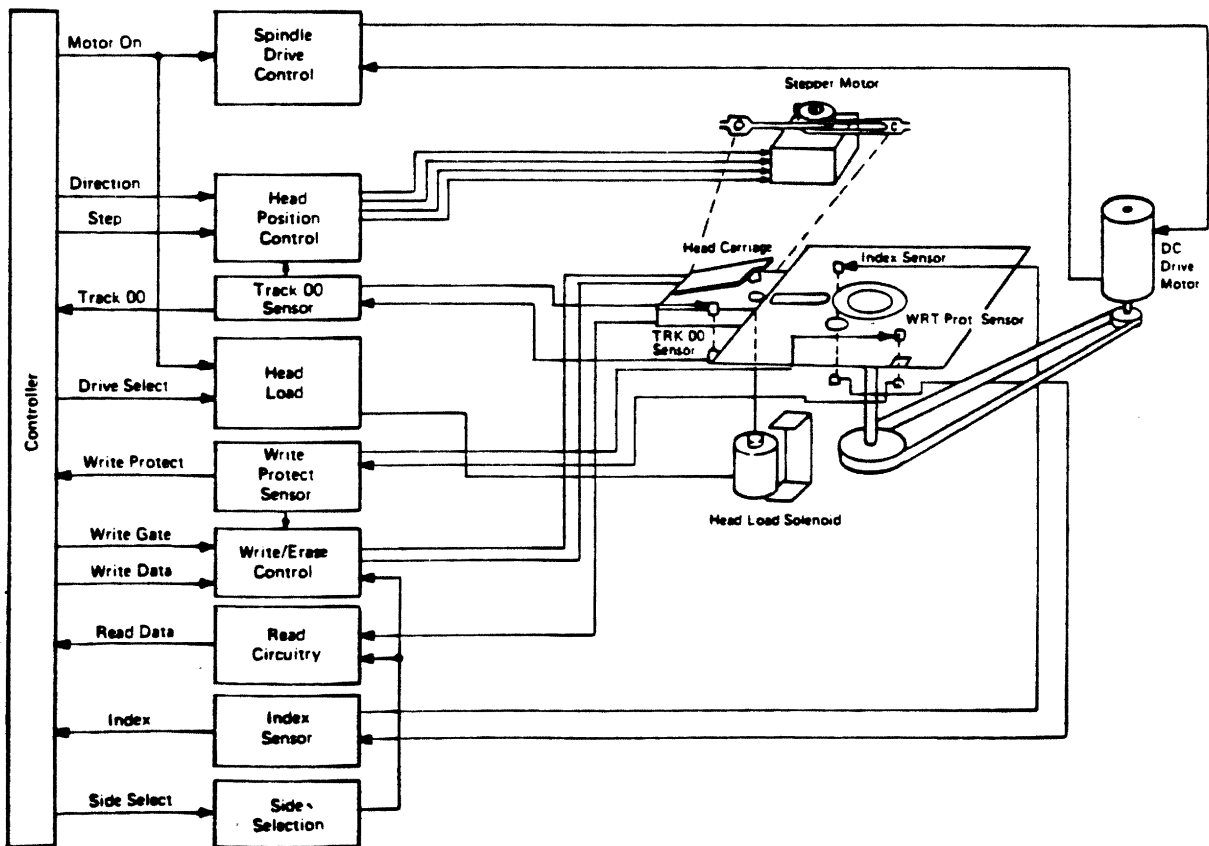 Controller
Motor On
Spindle
Drive
Control
Stepper Motor
Direction
Step
Head
Position
Control
DC
Drive
Motor
Head Carriage
Index Sensor
Track 00
Track 00
Sensor
TRK 00
Sensor
WRT Prot. Sensor
Drive Select
Head
Load
Write Protect
Write
Protect
Sensor
Head Load Solenoid
Write Gate
Write Data
Write/Erase
Control
Read Data
Read
Circuitry
Index
Index
Sensor
Side Select
Side
Selection